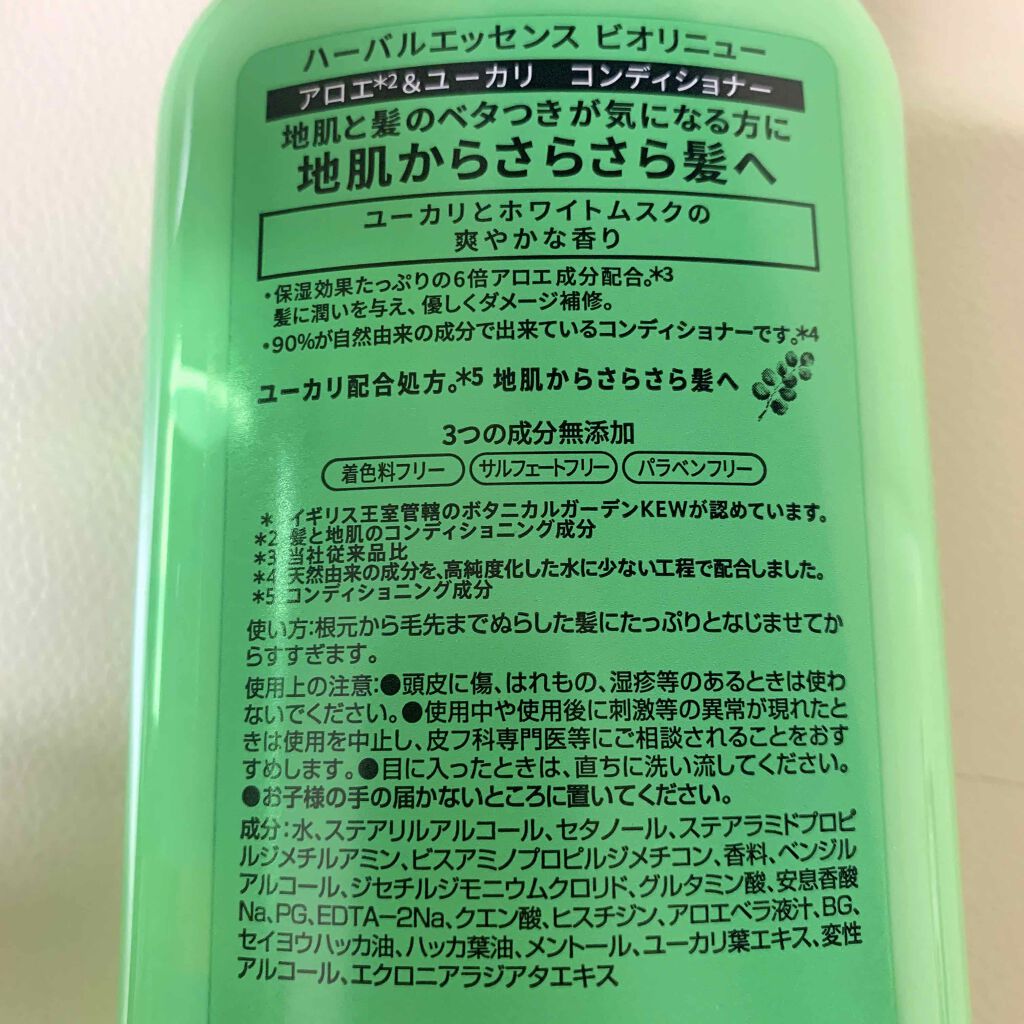 ハーバルエッセンス ビオリニュー
アロエ*2&ユーカリ コンディショナー
地肌と髪のベタつきが気になる方に
地肌からさらさら髪へ
ユーカリとホワイトムスクの
爽やかな香り
・保湿効果たっぷりの6倍アロエ成分配合。*3
髪に潤いを与え、優しくダメージ補修。
・90%が自然由来の成分で出来ているコンディショナーです。*4
ユーカリ配合処方。*5 地肌からさらさら髪へ
3つの成分無添加
着色料フリー サルフェートフリー パラベンフリー
*1 イギリス王室管轄のボタニカルガーデンKEWが認めています。
*2 髪と地肌のコンディショニング成分
*3 当社従来品比
*4 天然由来の成分を、高純度化した水に少ない工程で配合しました。
*5 コンディショニング成分
使い方:根元から毛先までぬらした髪にたっぷりとなじませてか
らすすぎます。
使用上の注意:●頭皮に傷、はれもの、湿疹等のあるときは使わ
ないでください。●使用中や使用後に刺激等の異常が現れたと
きは使用を中止し、皮フ科専門医等にご相談されることをおす
すめします。●目に入ったときは、直ちに洗い流してください。
●お子様の手の届かないところに置いてください。
成分:水、ステアリルアルコール、セタノール、ステアラミドプロピ
ルジメチルアミン、ビスアミノプロピルジメチコン、香料、ベンジル
アルコール、ジセチルジモニウムクロリド、グルタミン酸、安息香酸
Na、PG、EDTA-2Na、クエン酸、ヒスチジン、アロエベラ液汁、BG、
セイヨウハッカ油、ハッカ葉油、メントール、ユーカリ葉エキス、変性
アルコール、エクロニアラジアタエキス